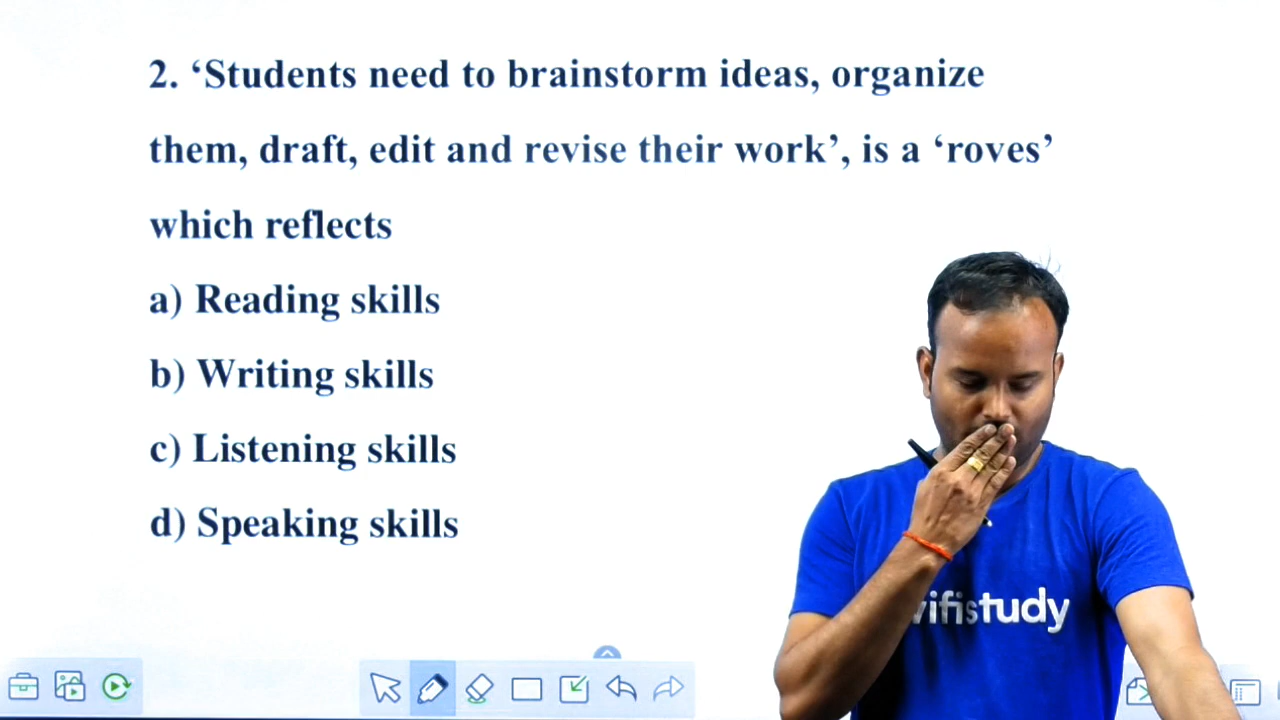 2. ‘Students need to brainstorm ideas, organize
them, draft, edit and revise their work’, is a ‘roves’
which reflects
a) Reading skills
b) Writing skills
c) Listening skills
d) Speaking skills
wifistudy